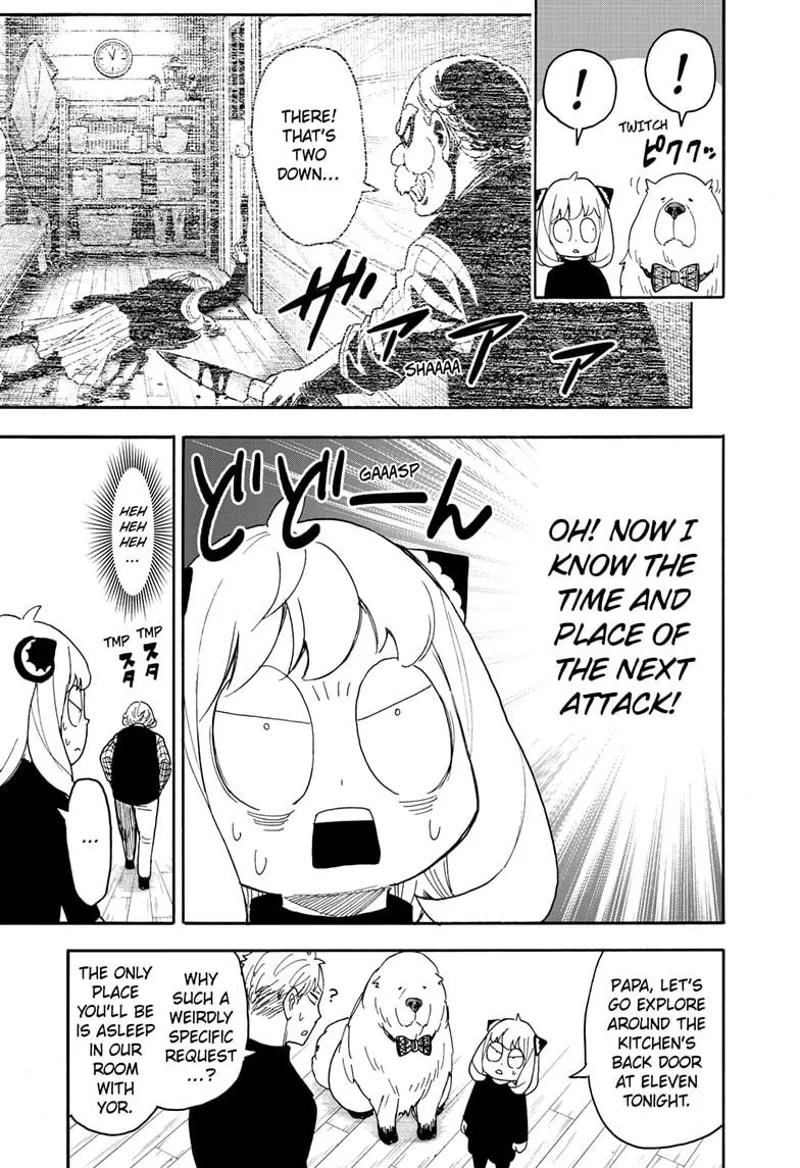 !
!
TWITCH
ピクククッ
THERE!
THAT'S
TWO
DOWN...
ザァァァ
SHAAAA
OH! NOW I
KNOW THE
TIME AND
PLACE OF
THE NEXT
ATTACK!
GAAASP
どどーん
HEH
HEH
HEH
...
TMP TMP
スタ
スタ
...
PAPA, LET'S
GO EXPLORE
AROUND THE
KITCHEN'S
BACK DOOR
AT ELEVEN
TONIGHT.
?
WHY
SUCH A
WEIRDLY
SPECIFIC
REQUEST
...?
THE ONLY
PLACE
YOU'LL BE
IS ASLEEP
IN OUR
ROOM
WITH
YOR.